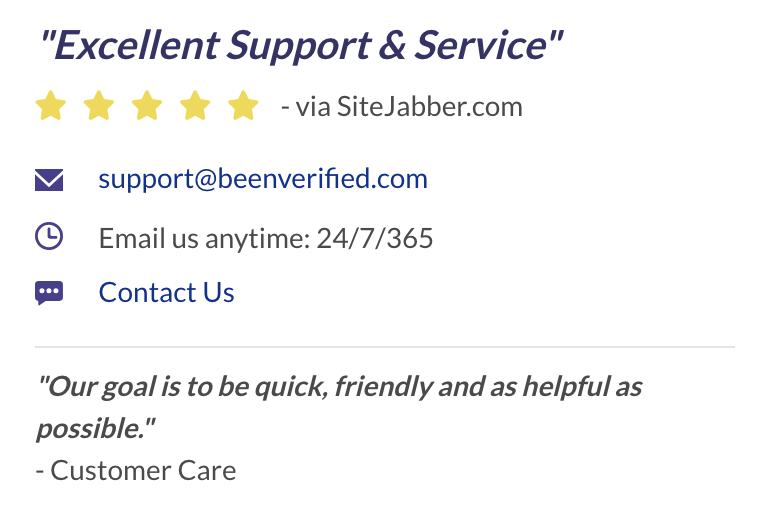 "Excellent Support & Service"
- via SiteJabber.com
support@beenverified.com
Email us anytime: 24/7/365
Contact Us
"Our goal is to be quick, friendly and as helpful as
possible."
- Customer Care